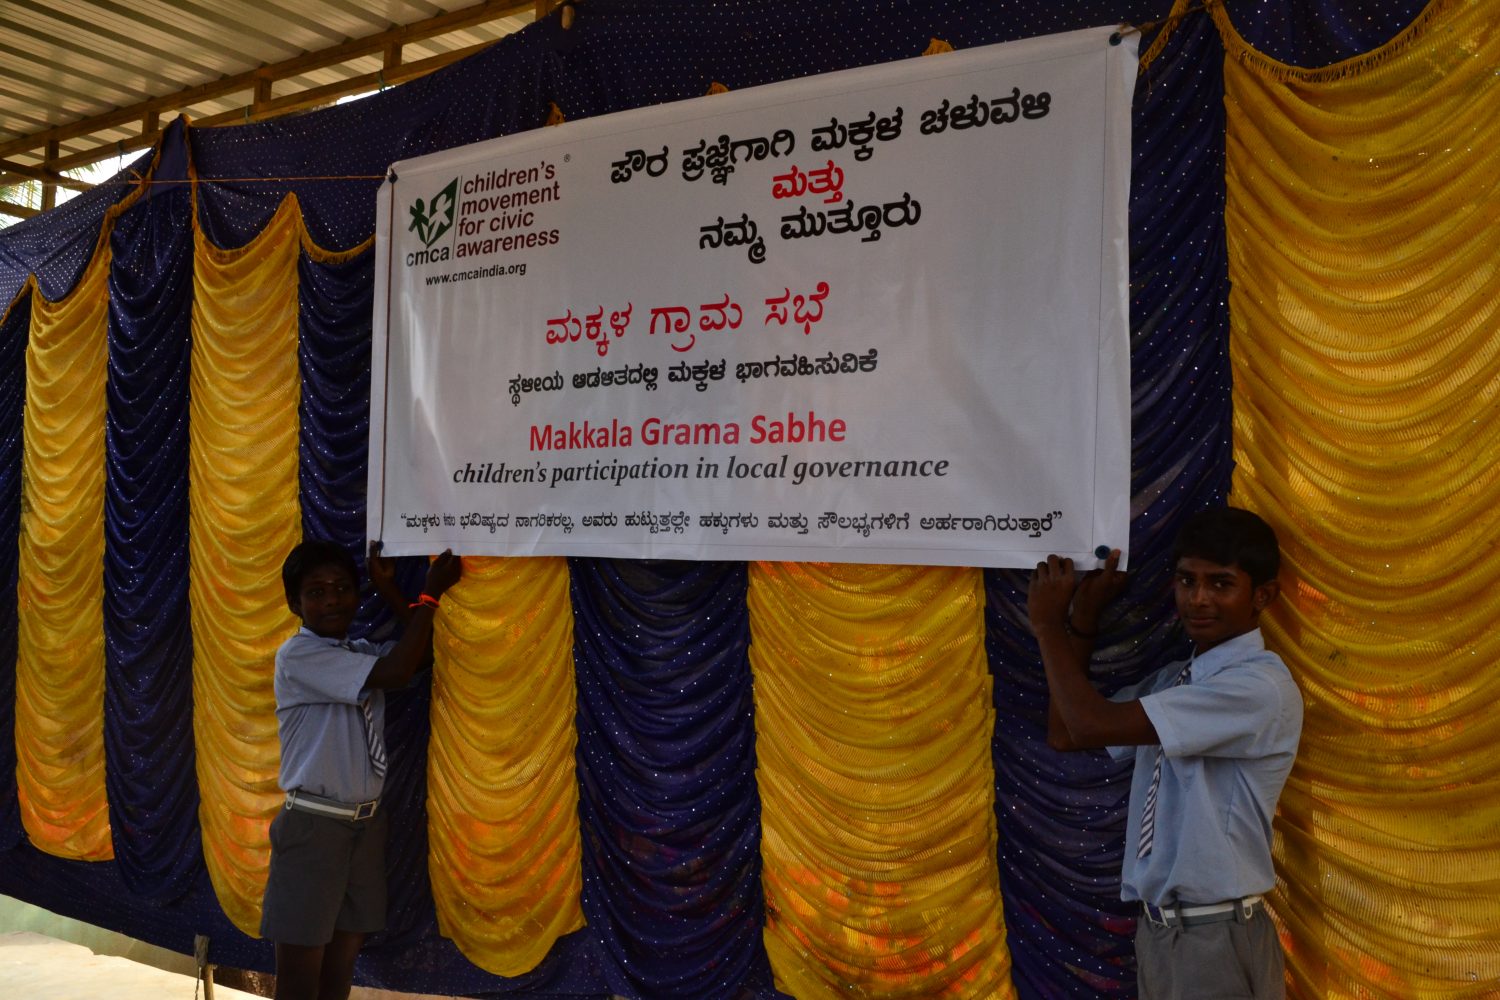 children's
movement
for civic
awareness
®
cmca
www.cmcaindia.org
ಪೌರ ಪ್ರಜ್ಞೆಗಾಗಿ ಮಕ್ಕಳ ಚಳುವಳಿ
ಮತ್ತು
ನಮ್ಮ ಮುತ್ತೂರು
ಮಕ್ಕಳ ಗ್ರಾಮ ಸಭೆ
ಸ್ಥಳೀಯ ಆಡಳಿತದಲ್ಲಿ ಮಕ್ಕಳ ಭಾಗವಹಿಸುವಿಕೆ
Makkala Grama Sabhe
children's participation in local governance
“ಮಕ್ಕಳು ಭವಿಷ್ಯದ ನಾಗರಿಕರಲ್ಲ, ಅವರು ಹುಟ್ಟುತ್ತಲ್ಲೇ ಹಕ್ಕುಗಳು ಮತ್ತು ಸೌಲಭ್ಯಗಳಿಗೆ ಅರ್ಹರಾಗಿರುತ್ತಾರೆ”